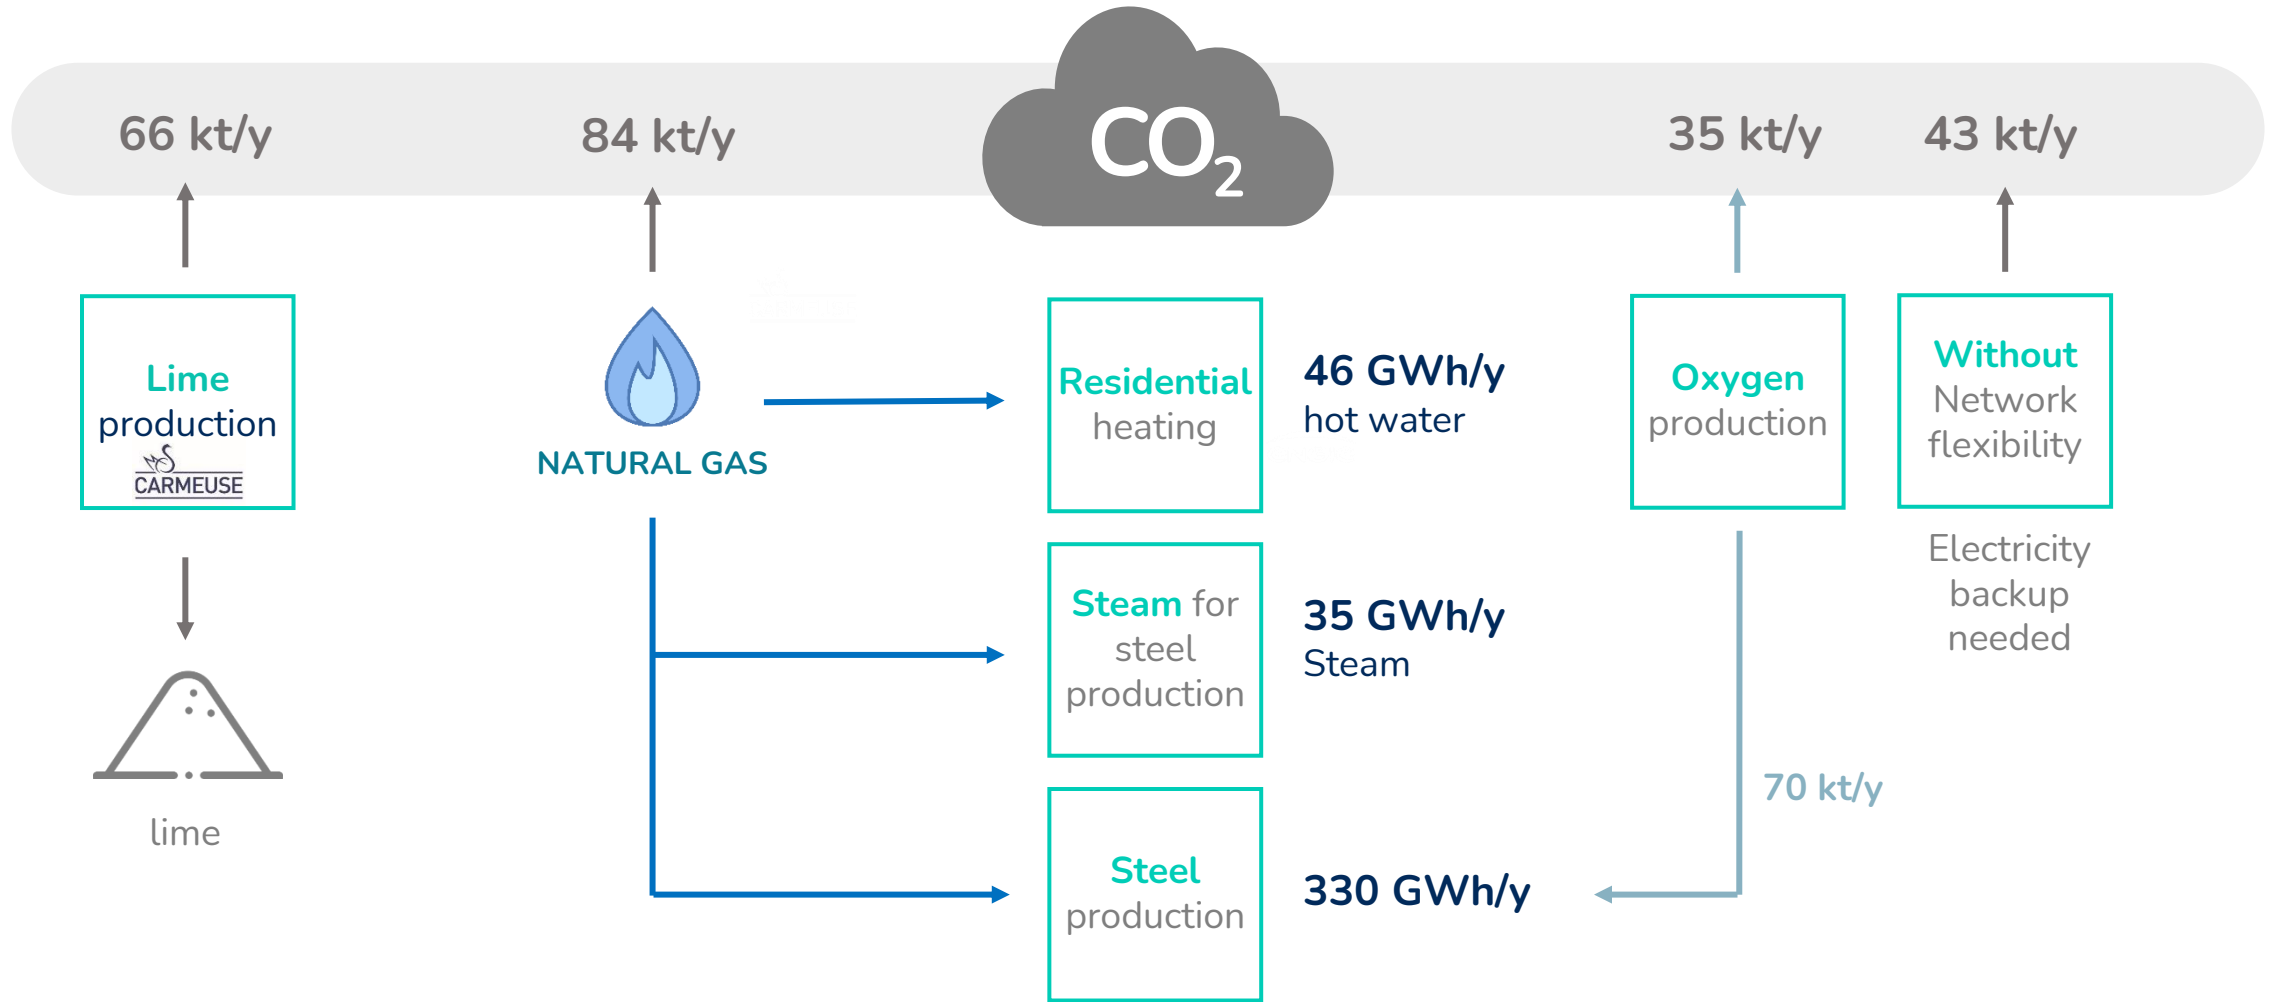 CO2
66 kt/y
84 kt/y
35 kt/y
43 kt/y
Lime
production
CARMEUSE
lime
NATURAL GAS
Residential
heating
46 GWh/y
hot water
Steam for
steel
production
35 GWh/y
Steam
Steel
production
330 GWh/y
Oxygen
production
70 kt/y
Without
Network
flexibility
Electricity
backup
needed